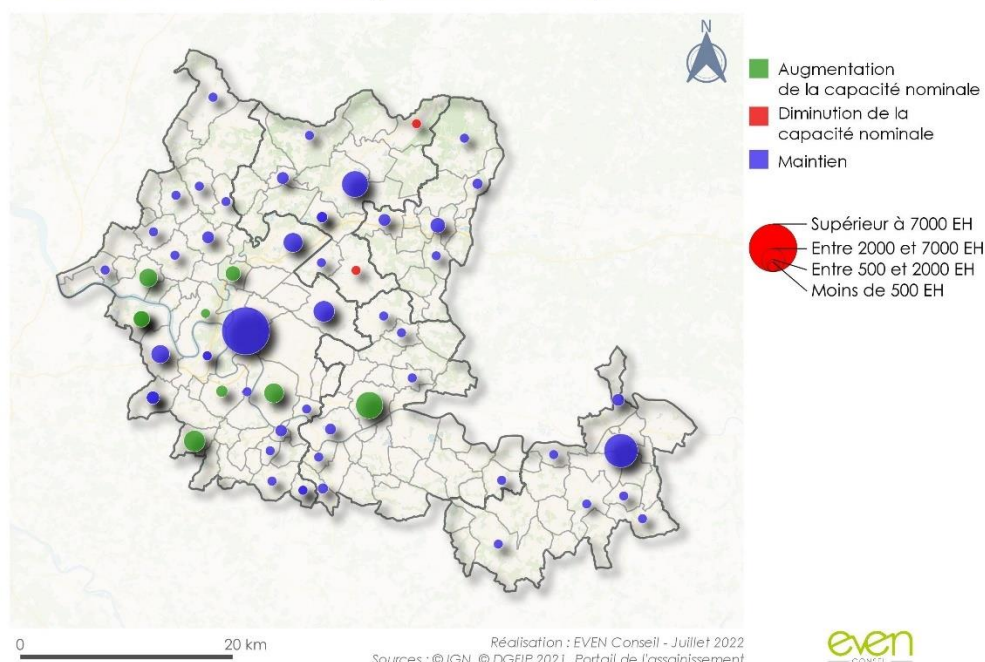 N
Augmentation
de la capacité nominale
Diminution de la
capacité nominale
Maintien
Supérieur à 7000 EH
Entre 2000 et 7000 EH
Entre 500 et 2000 EH
Moins de 500 EH
0 20 km
Réalisation : EVEN Conseil - Juillet 2022
Sources : © IGN, © DGFIP 2021, Portail de l'assainissement
even
CONSEIL